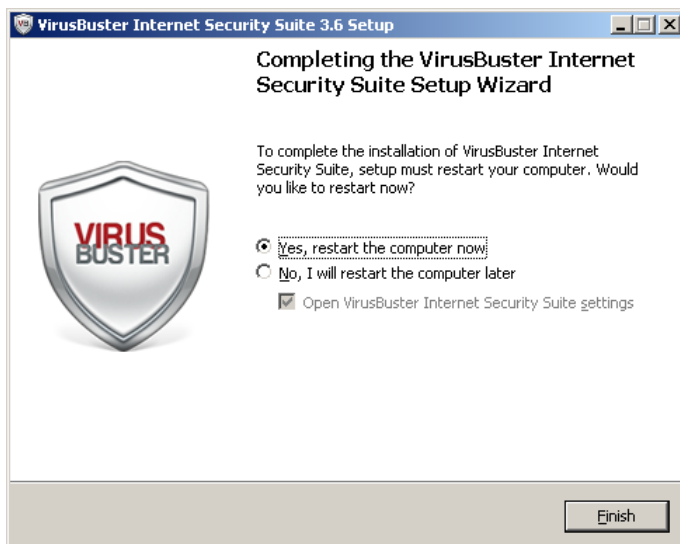 VirusBuster Internet Security Suite 3.6 Setup
Completing the VirusBuster Internet
Security Suite Setup Wizard
To complete the installation of VirusBuster Internet
Security Suite, setup must restart your computer. Would
you like to restart now?
VIRUS
BUSTER
Yes, restart the computer now
No, I will restart the computer later
Open VirusBuster Internet Security Suite settings
Finish